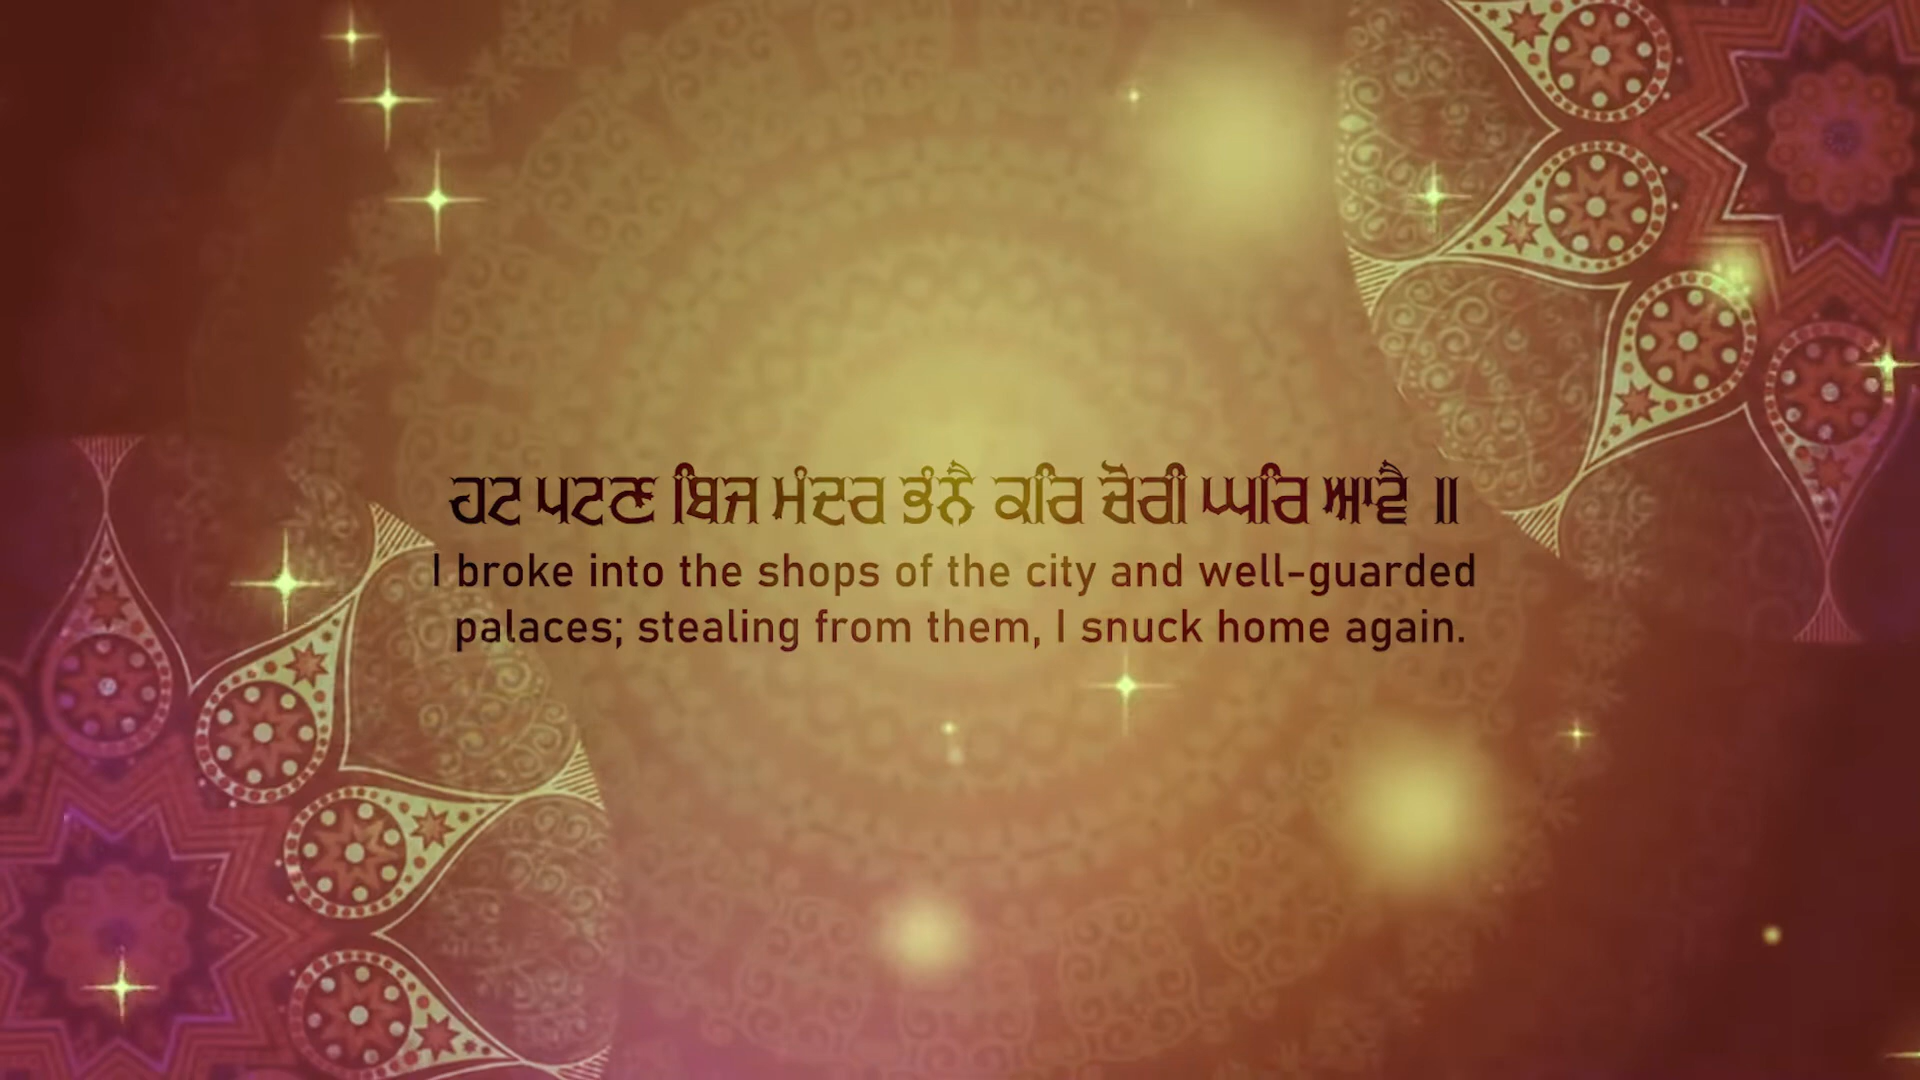 ਹਟ ਪਟਣ ਬਿਜ ਮੰਦਰ ਭੰਨੈ ਕਰਿ ਚੋਰੀ ਘਰਿ ਆਵੈ ॥
I broke into the shops of the city and well-guarded
palaces; stealing from them, I snuck home again.